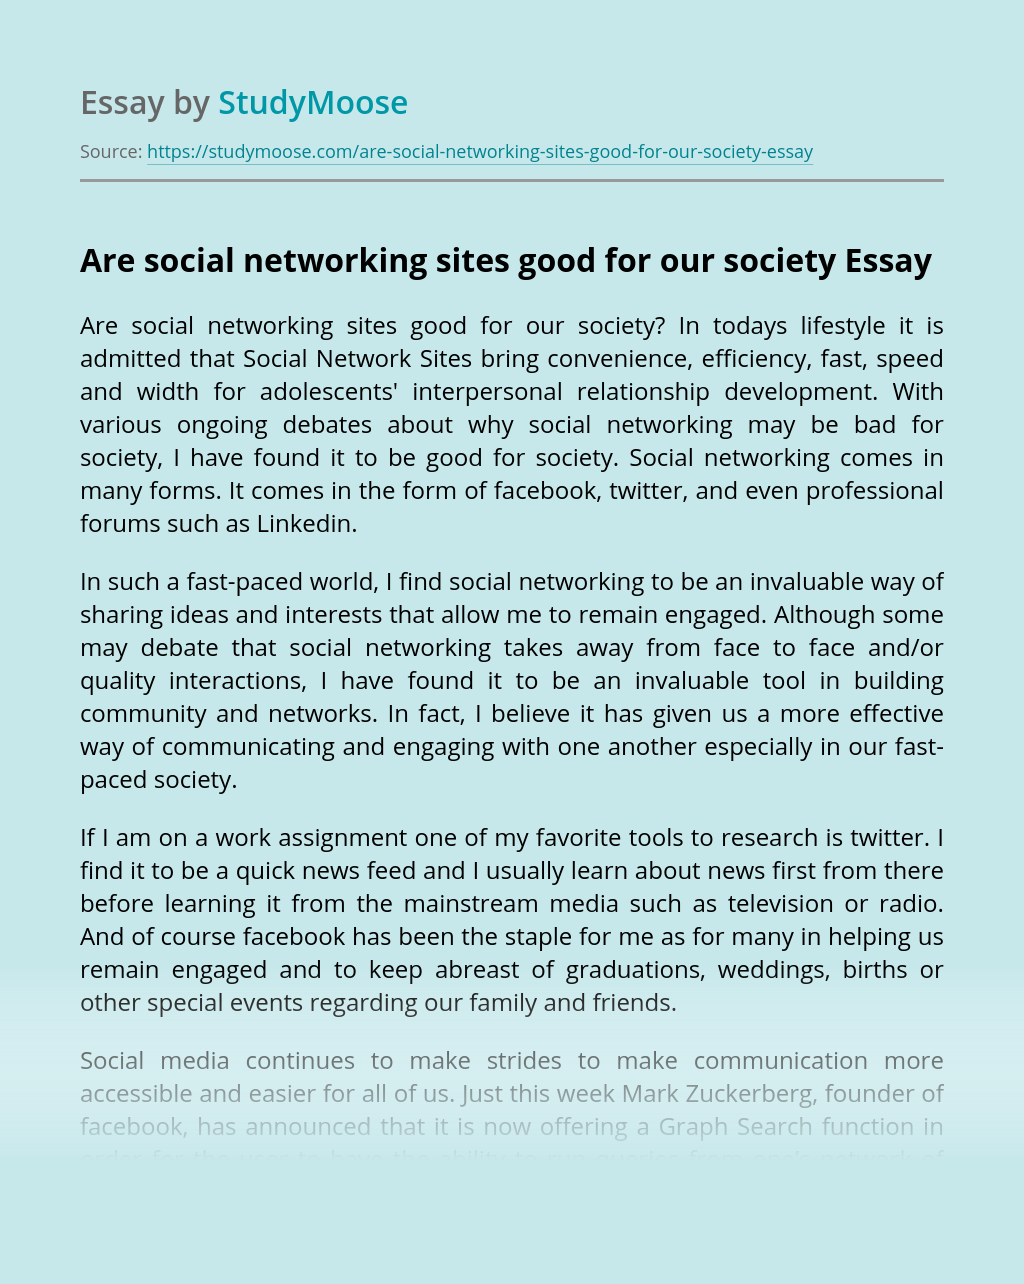 Essay by StudyMoose
Source: https://studymoose.com/are-social-networking-sites-good-for-our-society-essay
Are social networking sites good for our society Essay
Are social networking sites good for our society? In todays lifestyle it is
admitted that Social Network Sites bring convenience, efficiency, fast, speed
and width for adolescents' interpersonal relationship development. With
various ongoing debates about why social networking may be bad for
society, I have found it to be good for society. Social networking comes in
many forms. It comes in the form of facebook, twitter, and even professional
forums such as Linkedin.
In such a fast-paced world, I find social networking to be an invaluable way of
sharing ideas and interests that allow me to remain engaged. Although some
may debate that social networking takes away from face to face and/or
quality interactions, I have found it to be an invaluable tool in building
community and networks. In fact, I believe it has given us a more effective
way of communicating and engaging with one another especially in our fast-
paced society.
If I am on a work assignment one of my favorite tools to research is twitter. I
find it to be a quick news feed and I usually learn about news first from there
before learning it from the mainstream media such as television or radio.
And of course facebook has been the staple for me as for many in helping us
remain engaged and to keep abreast of graduations, weddings, births or
other special events regarding our family and friends.
Social media continues to make strides to make communication more
accessible and easier for all of us. Just this week Mark Zuckerberg, founder of
facebook, has announced that it is now offering a Graph Search function in